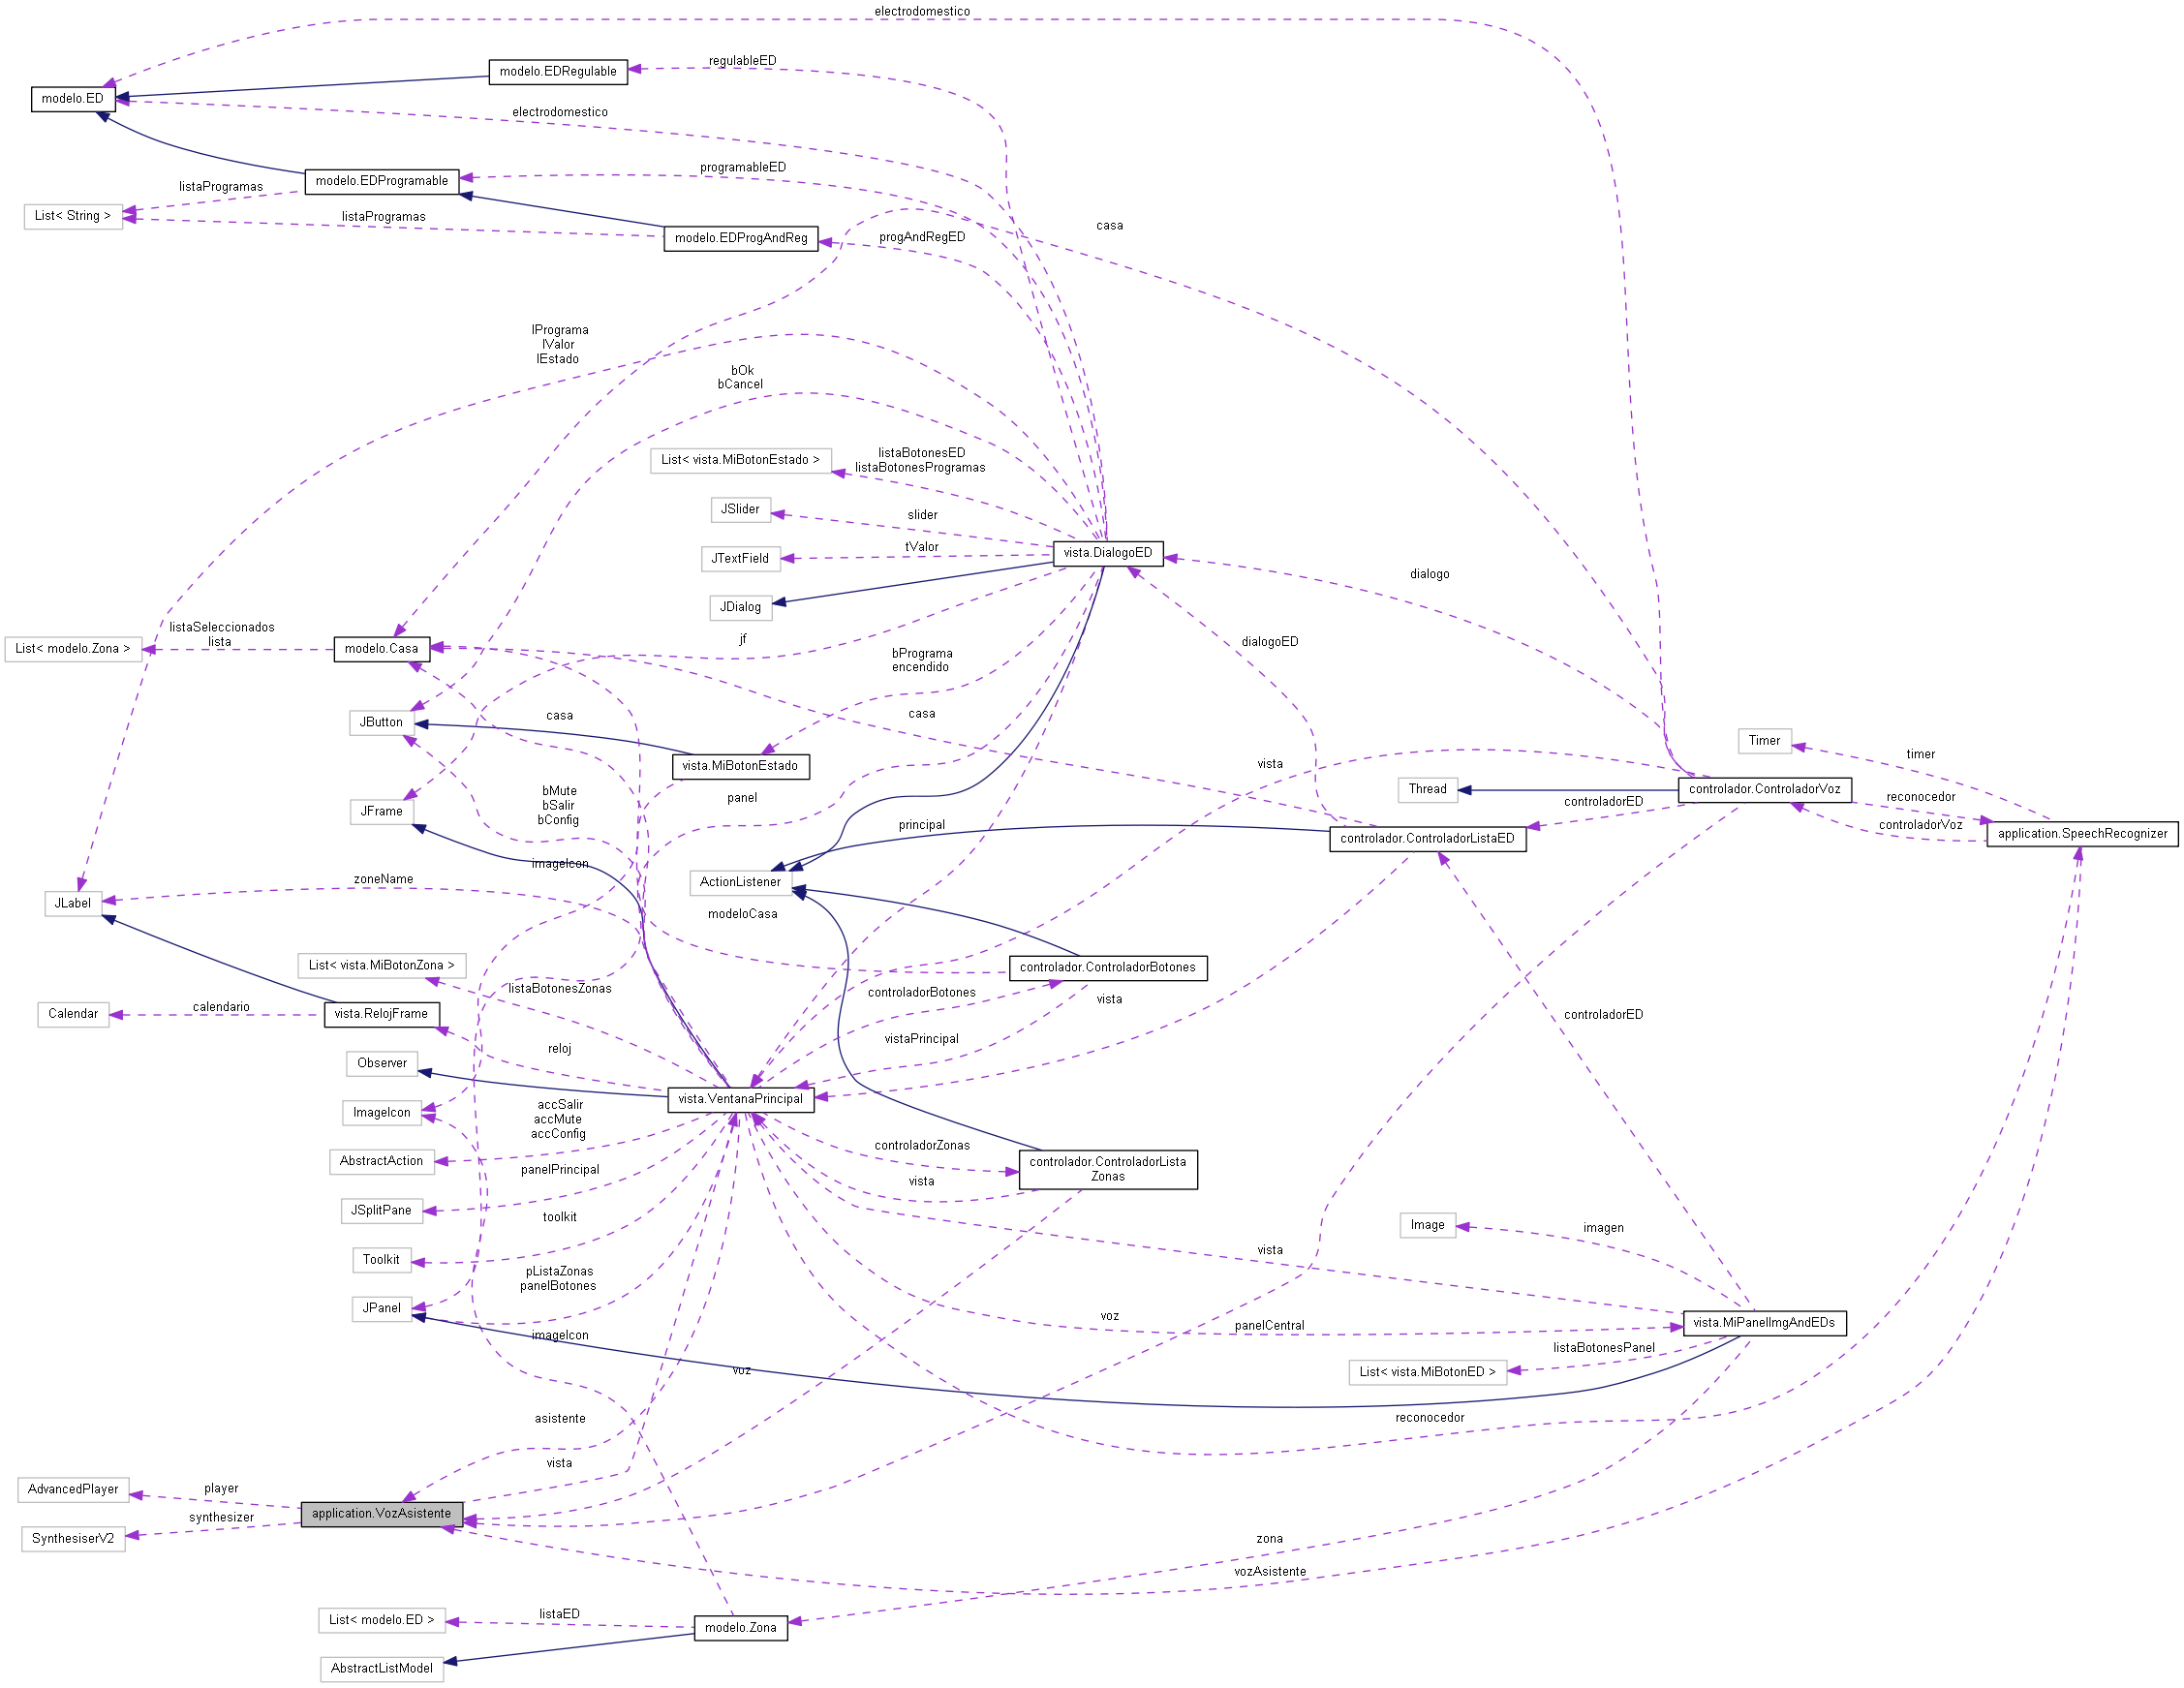 electrodomestico
regulableED
modelo.EDRegulable
modelo.ED
electrodomestico
programableED
modelo.EDProgramable
listaProgramas
List< String >
listaProgramas
casa
modelo.EDProgAndReg
progAndRegED
lPrograma
lValor
lEstado
bOk
bCancel
List< vista.MiBotonEstado >
listaBotonesED
listaBotonesProgramas
JSlider
slider
JTextField
tValor
vista.DialogoED
dialogo
JDialog
listaSeleccionados
lista
List< modelo.Zona >
modelo.Casa
jf
dialogoED
bPrograma
encendido
JButton
casa
casa
Timer
timer
vista.MiBotonEstado
vista
bMute
bSalir
bConfig
panel
Thread
controlador.ControladorVoz
reconocedor
JFrame
principal
controladorED
controladorVoz
application.SpeechRecognizer
controlador.ControladorListaED
imageIcon
zoneName
ActionListener
JLabel
modeloCasa
List< vista.MiBotonZona >
controlador.ControladorBotones
listaBotonesZonas
controladorBotones
vista
Calendar
calendario
vista.RelojFrame
controladorED
reloj
vistaPrincipal
Observer
vista.VentanaPrincipal
ImageIcon
accSalir
accMute
accConfig
controladorZonas
AbstractAction
panelPrincipal
controlador.ControladorLista
Zonas
vista
JSplitPane
toolkit
Image
imagen
Toolkit
vista
pListaZonas
panelBotones
JPanel
voz
panelCentral
vista.MiPanelImgAndEDs
imageIcon
listaBotonesPanel
voz
List< vista.MiBotonED >
asistente
reconocedor
vista
AdvancedPlayer
player
application.VozAsistente
synthesizer
SynthesiserV2
zona
vozAsistente
List< modelo.ED >
listaED
modelo.Zona
AbstractListModel